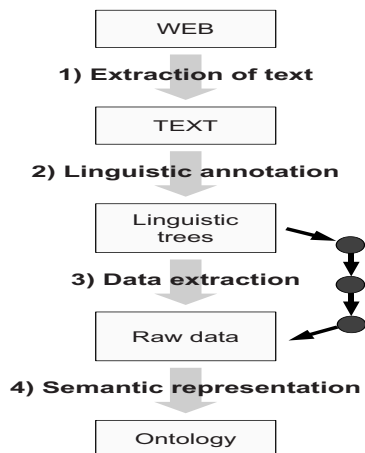 WEB
1) Extraction of text
TEXT
2) Linguistic annotation
Linguistic
trees
3) Data extraction
Raw data
4) Semantic representation
Ontology